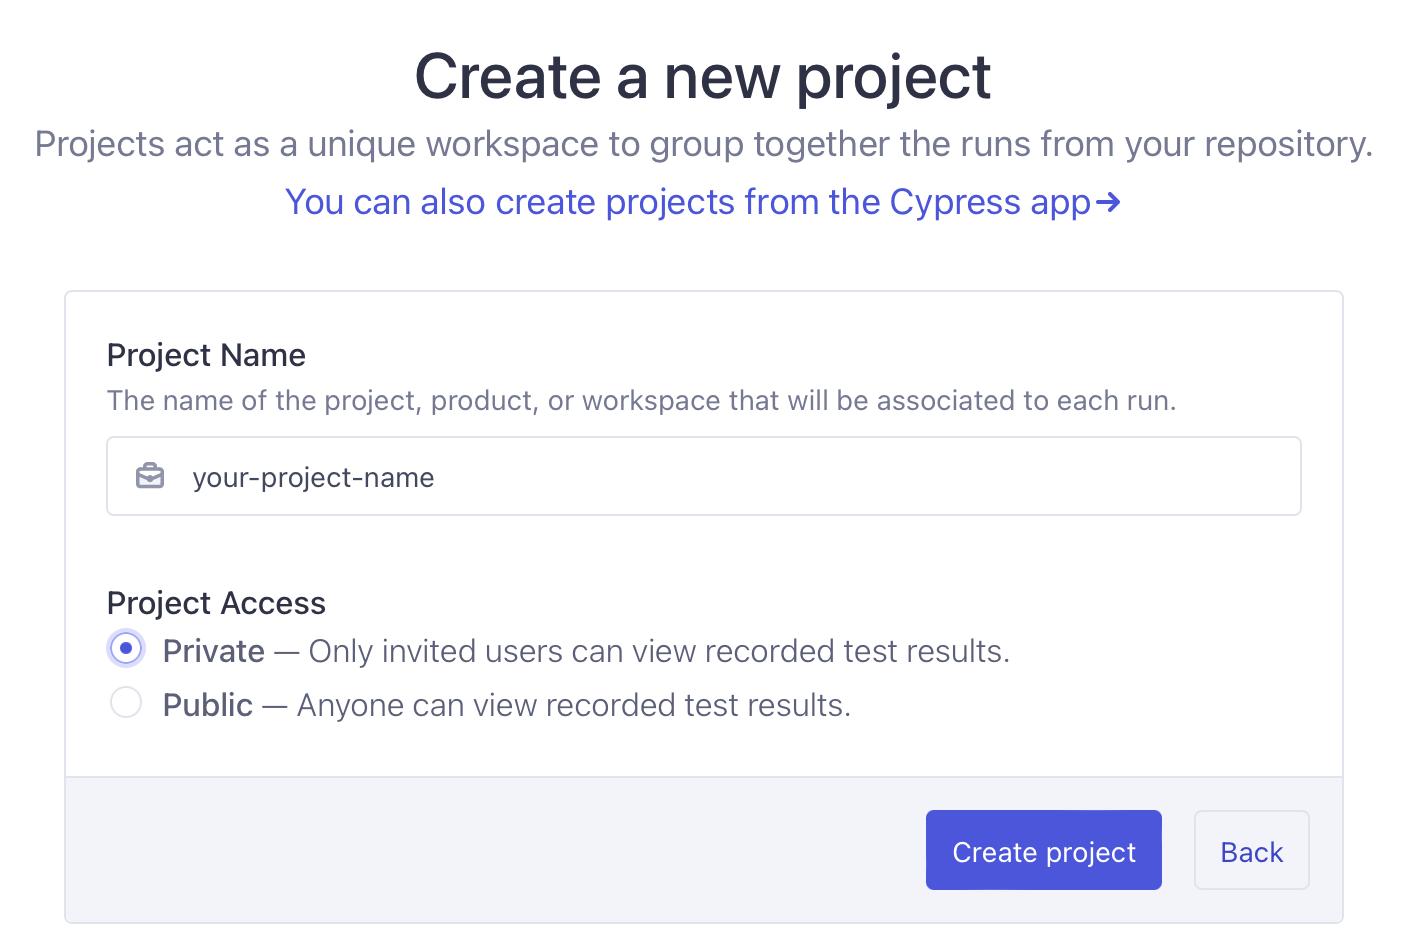 Create a new project
Projects act as a unique workspace to group together the runs from your repository.
You can also create projects from the Cypress app→
Project Name
The name of the project, product, or workspace that will be associated to each run.
your-project-name
Project Access
Private — Only invited users can view recorded test results.
Public — Anyone can view recorded test results.
Create project
Back